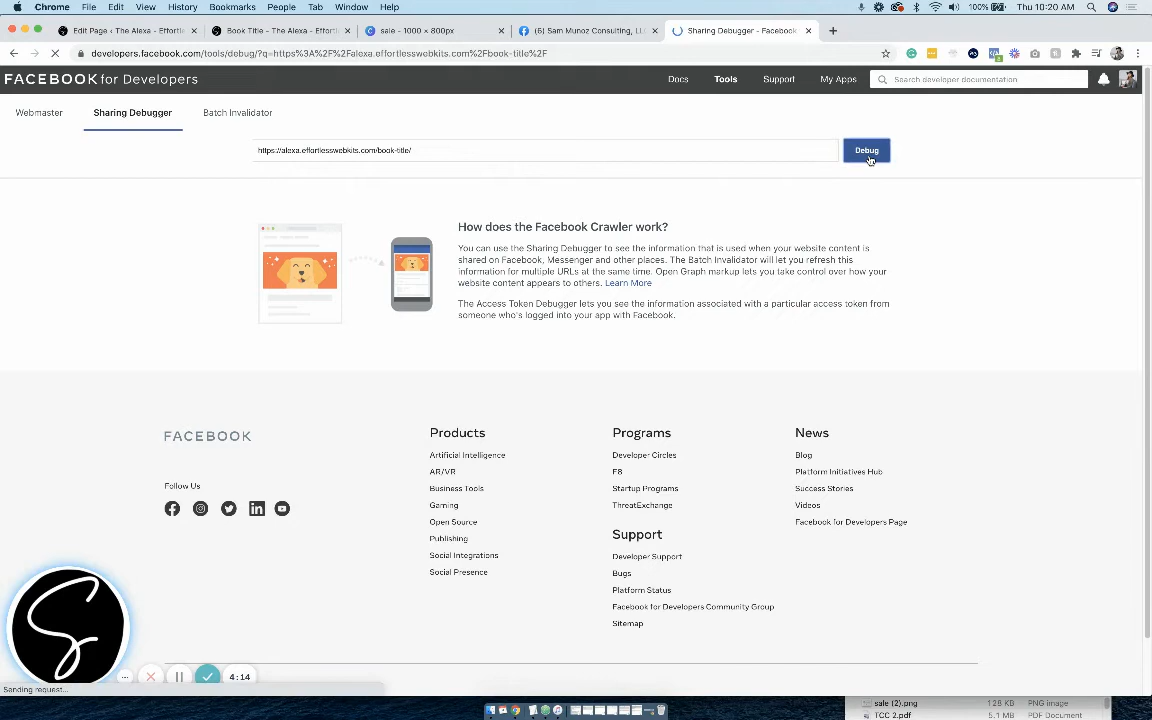 Chrome File Edit View History Bookmarks People Tab Window Help 100% Thu 10:20 AM
Edit Page ‹ The Alexa - Effortle Book Title - The Alexa - Effortl sale - 1000 × 800px (6) Sam Munoz Consulting, LLC Sharing Debugger - Facebook
developers.facebook.com/tools/debug/?q=https%3A%2F%2Falexa.effortlesswebkits.com%2Fbook-title%2F
FACEBOOK for Developers Docs Tools Support My Apps Search developer documentation
Webmaster Sharing Debugger Batch Invalidator
https://alexa.effortlesswebkits.com/book-title/ Debug
How does the Facebook Crawler work?
You can use the Sharing Debugger to see the information that is used when your website content is
shared on Facebook, Messenger and other places. The Batch Invalidator will let you refresh this
information for multiple URLs at the same time. Open Graph markup lets you take control over how your
website content appears to others. Learn More
The Access Token Debugger lets you see the information associated with a particular access token from
someone who's logged into your app with Facebook.
FACEBOOK
Follow Us
Products
Artificial Intelligence
AR/VR
Business Tools
Gaming
Open Source
Publishing
Social Integrations
Social Presence
Programs
Developer Circles
F8
Startup Programs
ThreatExchange
Support
Developer Support
Bugs
Platform Status
Facebook for Developers Community Group
Sitemap
News
Blog
Platform Initiatives Hub
Success Stories
Videos
Facebook for Developers Page
4:14
Sending request...
sale (2).png 128 KB PNG image
TCC 2.pdf 5.1 MB PDF Document